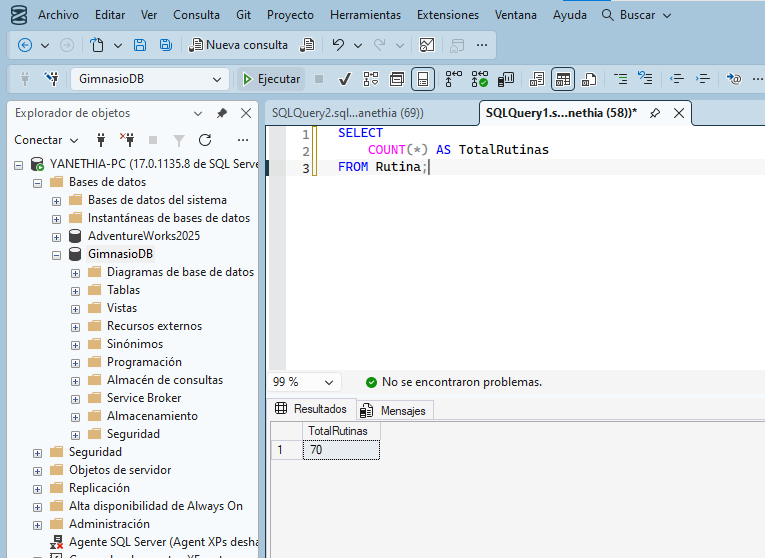 Archivo Editar Ver Consulta Git Proyecto Herramientas Extensiones Ventana Ayuda Buscar
Nueva consulta
GimnasioDB Ejecutar
Explorador de objetos
Conectar
YANETHIA-PC (17.0.1135.8 de SQL Serve
Bases de datos
Bases de datos del sistema
Instantáneas de bases de datos
AdventureWorks2025
GimnasioDB
Diagramas de base de datos
Tablas
Vistas
Recursos externos
Sinónimos
Programación
Almacén de consultas
Service Broker
Almacenamiento
Seguridad
Seguridad
Objetos de servidor
Replicación
Alta disponibilidad de Always On
Administración
Agente SQL Server (Agent XPs desha
SQLQuery2.sql...anethia (69)) SQLQuery1.s...nethia (58))*
1 SELECT
2 COUNT(*) AS TotalRutinas
3 FROM Rutina;
99 % No se encontraron problemas.
Resultados Mensajes
TotalRutinas
1 70